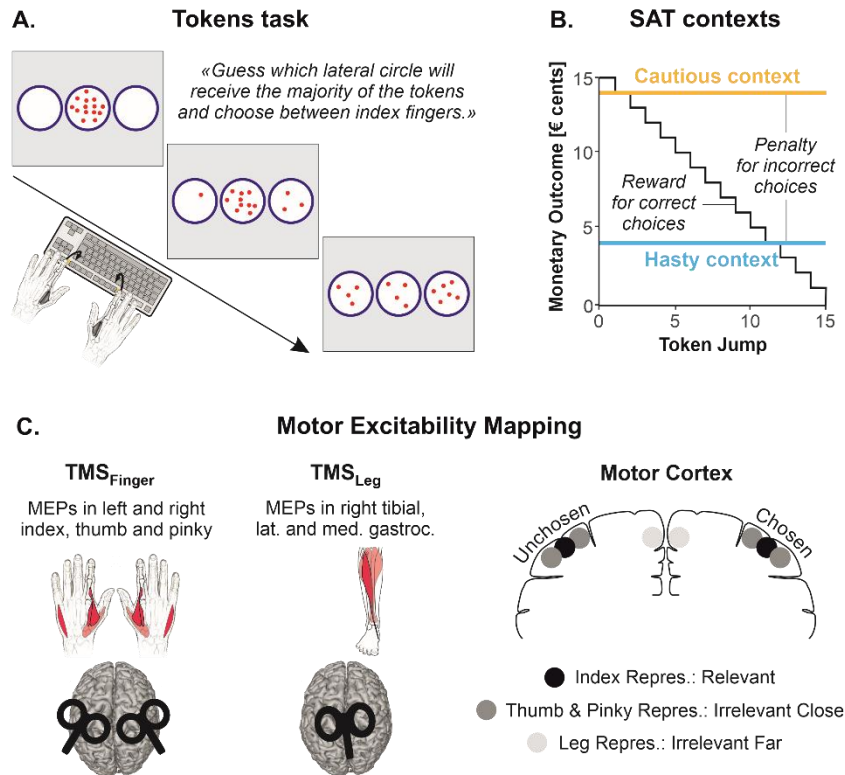 A.
Tokens task
«Guess which lateral circle will
receive the majority of the tokens
and choose between index fingers.»
B.
SAT contexts
Monetary Outcome [€ cents]
15
10
5
0
Cautious context
Penalty
for incorrect
choices
Reward
for correct
choices
Hasty context
0
5
10
15
Token Jump
C.
Motor Excitability Mapping
TMSFinger
MEPs in left and right
index, thumb and pinky
TMSLeg
MEPs in right tibial,
lat. and med. gastroc.
Motor Cortex
Unchosen
Chosen
Index Repres.: Relevant
Thumb & Pinky Repres.: Irrelevant Close
Leg Repres.: Irrelevant Far